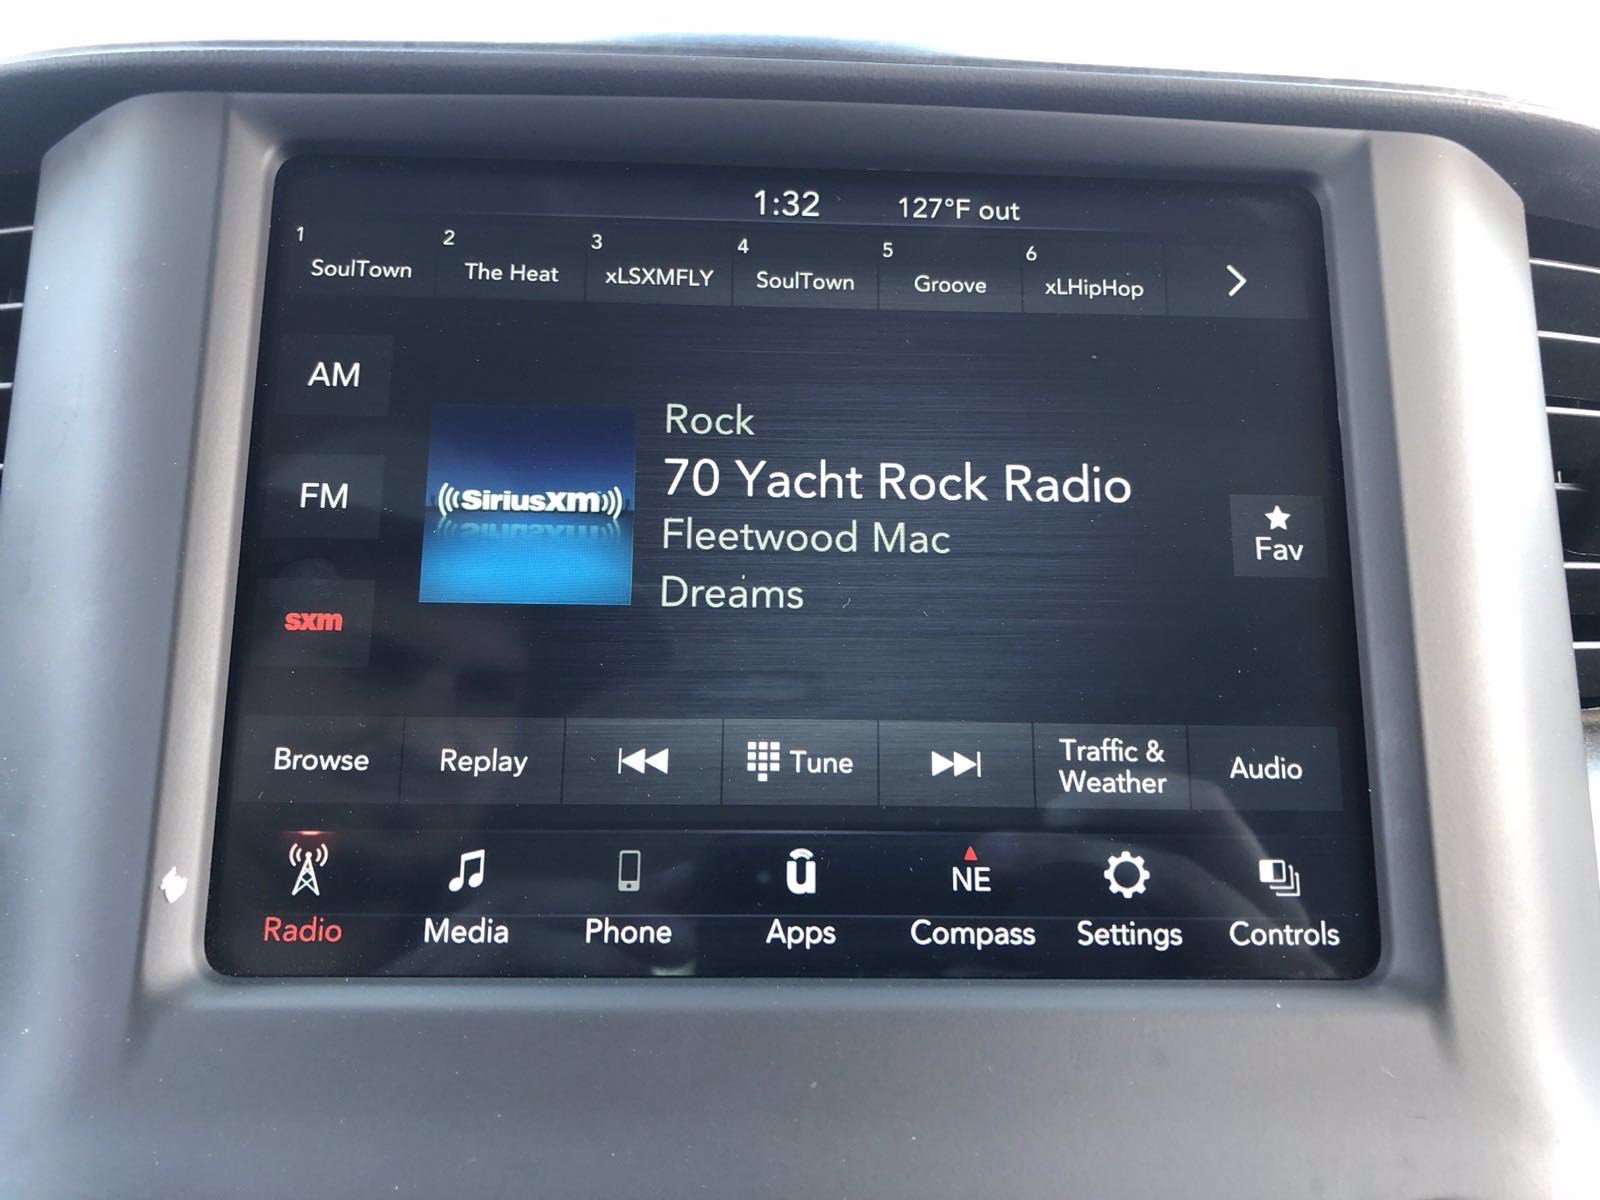 1:32 127°F out
1 SoulTown 2 The Heat 3 xLSXMFLY 4 SoulTown 5 Groove 6 xLHipHop
AM
Rock
((SiriusXM))
70 Yacht Rock Radio
FM
Fleetwood Mac
Fav
Dreams
sxm
Browse Replay Tune Traffic & Weather Audio
NE
Radio Media Phone Apps Compass Settings Controls